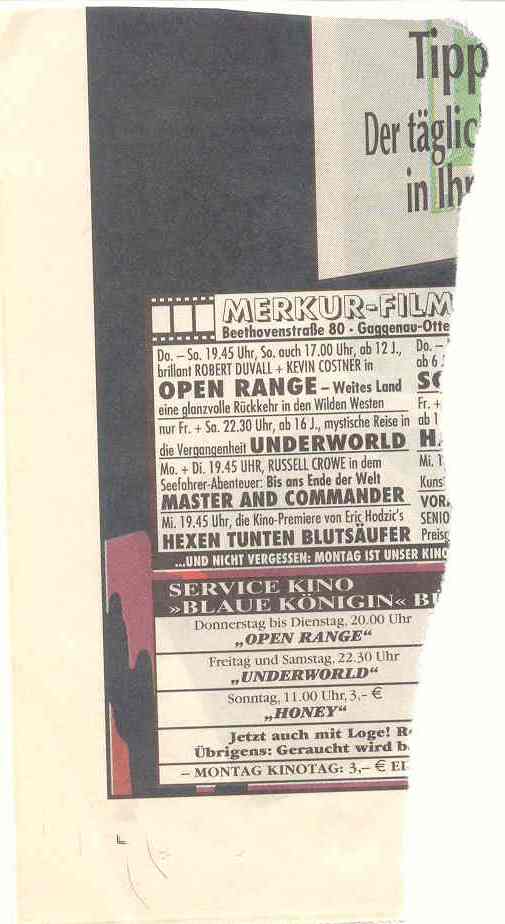 Tipp
Der täglic
in Ihr
MERKUR-FILM
Beethovenstraße 80 · Gaggenau-Otte
Do. – So. 19.45 Uhr, So. auch 17.00 Uhr, ab 12 J.,
brillant ROBERT DUVALL + KEVIN COSTNER in
OPEN RANGE – Weites Land
eine glanzvolle Rückkehr in den Wilden Westen
nur Fr. + Sa. 22.30 Uhr, ab 16 J., mystische Reise in
die Vergangenheit UNDERWORLD
Mo. + Di. 19.45 UHR, RUSSELL CROWE in dem
Seefahrer-Abenteuer: Bis ans Ende der Welt
MASTER AND COMMANDER
Mi. 19.45 Uhr, die Kino-Premiere von Eric Hodzic's
HEXEN TUNTEN BLUTSÄUFER
Do. –
ab 6 J
SC
Fr. +
ab 1
H
Mi. 1
Kuns
VOR
SENIO
Preisg
...UND NICHT VERGESSEN: MONTAG IST UNSER KINO
SERVICE KINO
»BLAUE KÖNIGIN« B
Donnerstag bis Dienstag, 20.00 Uhr
„OPEN RANGE“
Freitag und Samstag, 22.30 Uhr
„UNDERWORLD“
Sonntag, 11.00 Uhr, 3,– €
„HONEY“
Jetzt auch mit Loge! R
Übrigens: Geraucht wird b
– MONTAG KINOTAG: 3,– € EI